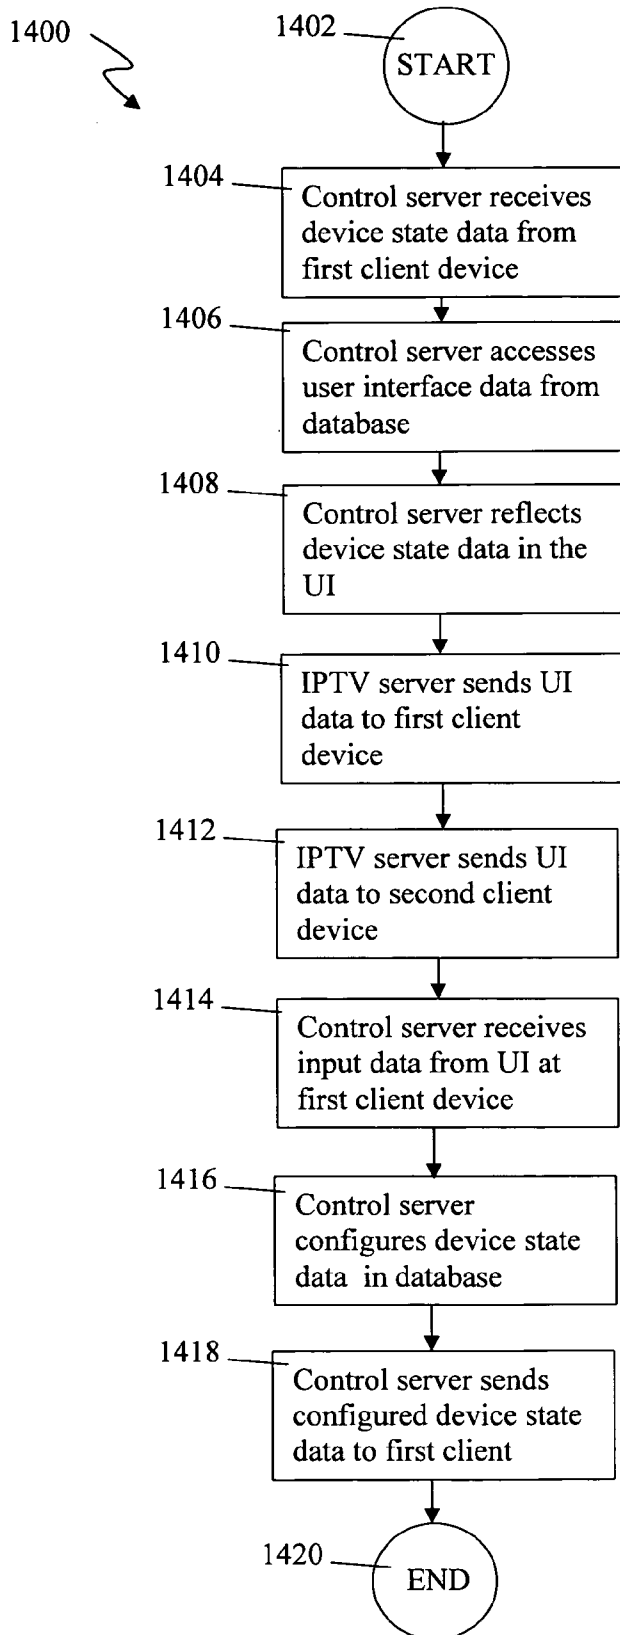 1400
1402
START
1404
Control server receives
device state data from
first client device
1406
Control server accesses
user interface data from
database
1408
Control server reflects
device state data in the
UI
1410
IPTV server sends UI
data to first client
device
1412
IPTV server sends UI
data to second client
device
1414
Control server receives
input data from UI at
first client device
1416
Control server
configures device state
data in database
1418
Control server sends
configured device state
data to first client
1420
END